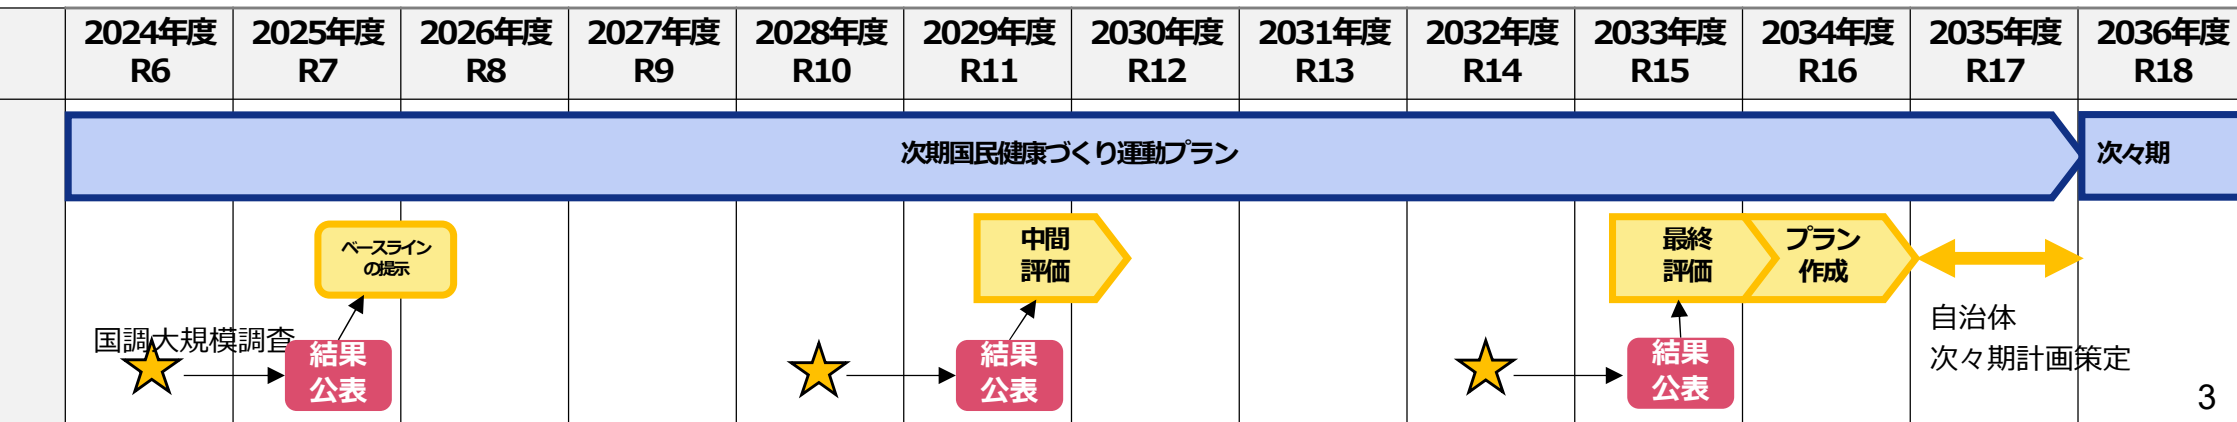 2024年度 2025年度 2026年度 2027年度 2028年度 2029年度 2030年度 2031年度 2032年度 2033年度 2034年度 2035年度 2036年度
R6 R7 R8 R9 R10 R11 R12 R13 R14 R15 R16 R17 R18
次期国民健康づくり運動プラン
次々期
ベースライン
の提示
中間
評価
最終
評価
プラン
作成
国調大規模調査
結果
公表
結果
公表
結果
公表
自治体
次々期計画策定
3